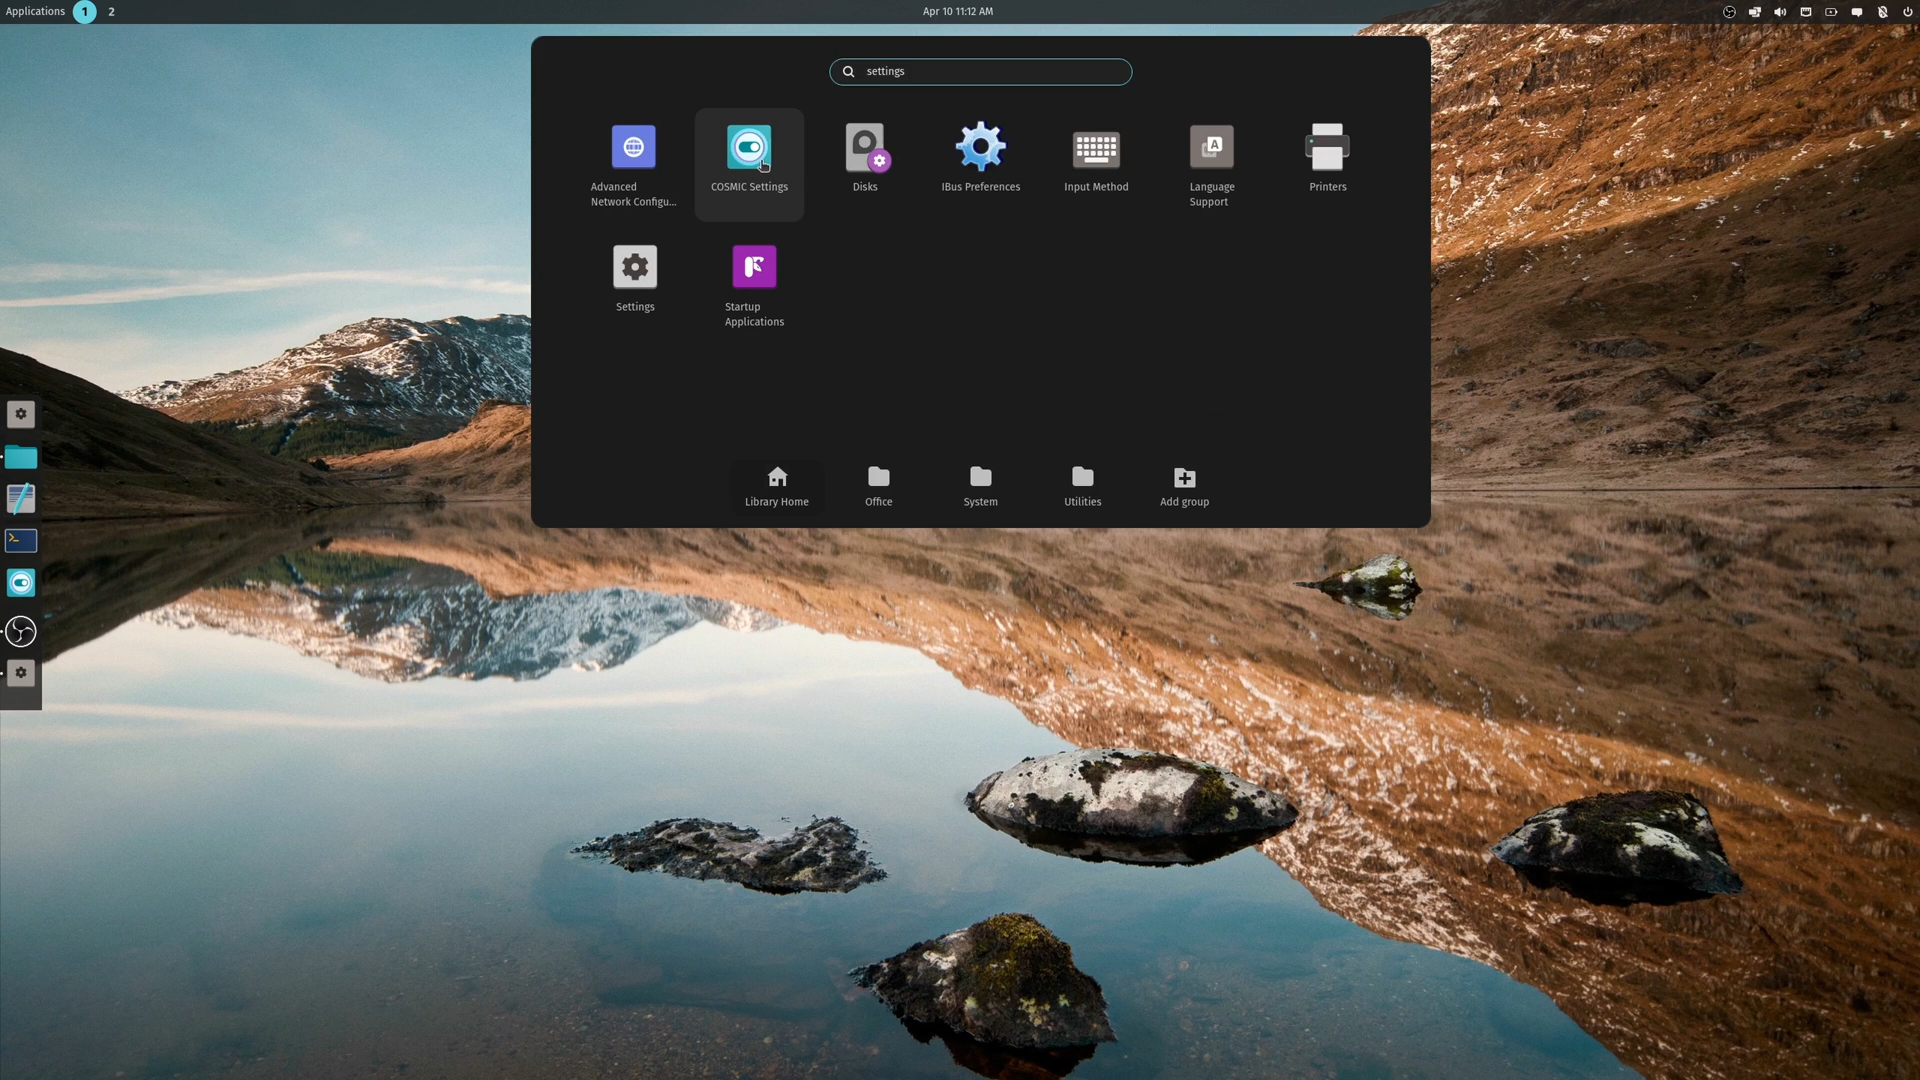 Applications 1 2 Apr 10 11:12 AM
settings
Advanced Network Configu...
COSMIC Settings
Disks
IBus Preferences
Input Method
Language Support
Printers
Settings
Startup Applications
Library Home
Office
System
Utilities
Add group